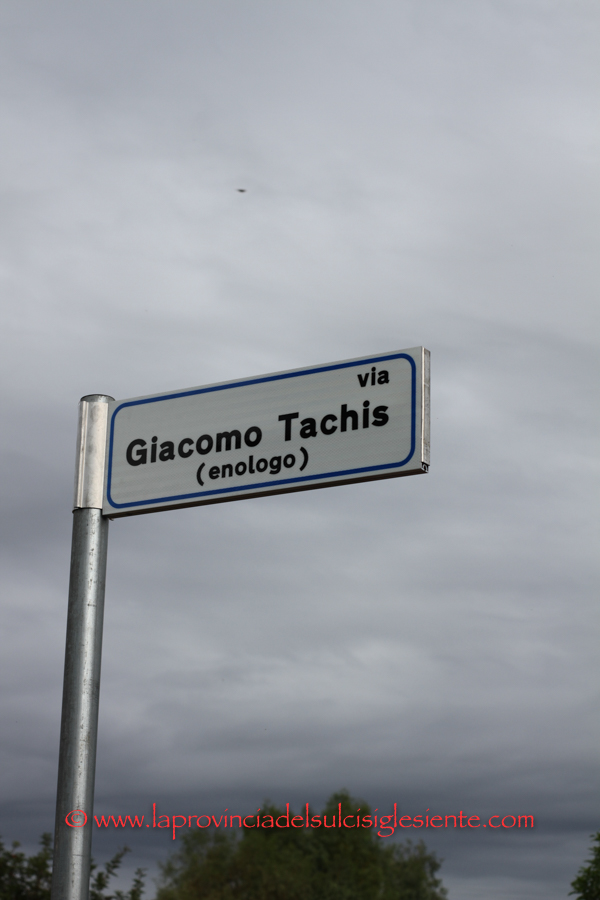 via
Giacomo Tachis
(enologo)
© www.laprovinciadelsulcisiglesiente.com